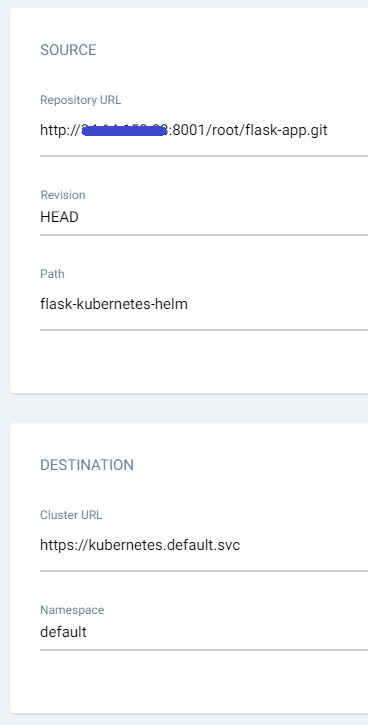 SOURCE
Repository URL
http:// :8001/root/flask-app.git
Revision
HEAD
Path
flask-kubernetes-helm
DESTINATION
Cluster URL
https://kubernetes.default.svc
Namespace
default